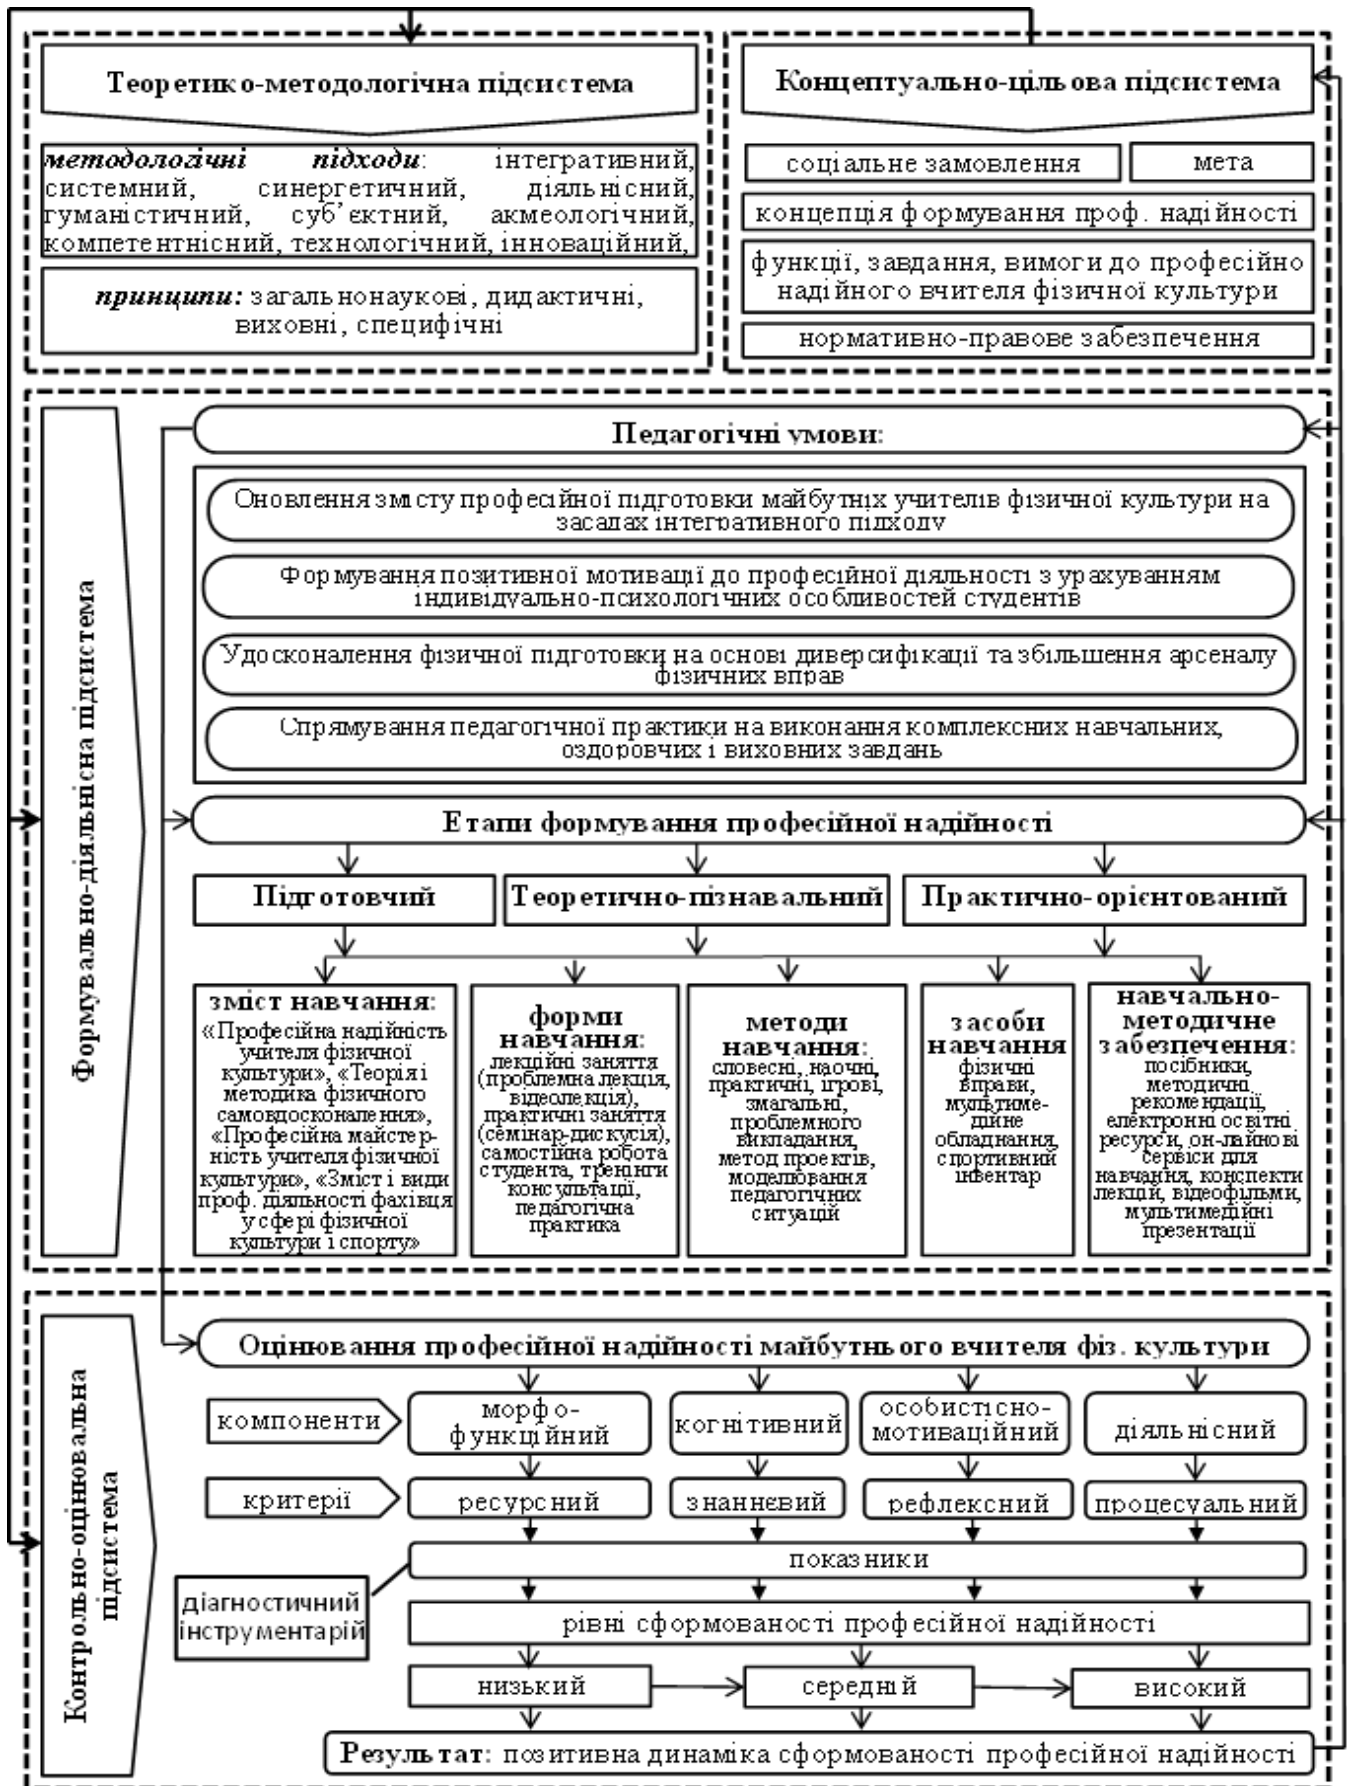 Теоретико-методологічна підсистема
методологічні підходи: інтегративний,
системний, синергетичний, діяльнісний,
гуманістичний, суб’єктний, акмеологічний,
компетентнісний, технологічний, інноваційний,
принципи: загальнонаукові, дидактичні,
виховні, специфічні
Концептуально-цільова підсистема
соціальне замовлення
мета
концепція формування проф. надійності
функції, завдання, вимоги до професійно
надійного вчителя фізичної культури
нормативно-правове забезпечення
Формувально-діяльнісна підсистема
Педагогічні умови:
Оновлення змісту професійної підготовки майбутніх учителів фізичної культури на
засадах інтегративного підходу
Формування позитивної мотивації до професійної діяльності з урахуванням
індивідуально-психологічних особливостей студентів
Удосконалення фізичної підготовки на основі диверсифікації та збільшення арсеналу
фізичних вправ
Спрямування педагогічної практики на виконання комплексних навчальних,
оздоровчих і виховних завдань
Етапи формування професійної надійності
Підготовчий
Теоретично-пізнавальний
Практично-орієнтований
зміст навчання:
«Професійна надійність
учителя фізичної
культури», «Теорія і
методика фізичного
самовдосконалення»,
«Професійна майстер-
ність учителя фізичної
культури», «Зміст і види
проф. діяльності фахівця
у сфері фізичної
культури і спорту»
форми
навчання:
лекційні заняття
(проблемна лекція,
відеолекція),
практичні заняття
(семінар-дискусія),
самостійна робота
студента, тренінги
консультації,
педагогічна
практика
методи
навчання:
словесні, наочні,
практичні, ігрові,
змагальні,
проблемного
викладання,
метод проектів,
моделювання
педагогічних
ситуацій
засоби
навчання
фізичні
вправи,
мультиме-
дійне
обладнання,
спортивний
інвентар
навчально-
методичне
забезпечення:
посібники,
методичні
рекомендації,
електронні освітні
ресурси, он-лайнові
сервіси для
навчання, конспекти
лекцій, відеофільми,
мультимедійні
презентації
Контрольно-оцінювальна
підсистема
Оцінювання професійної надійності майбутнього вчителя фіз. культури
компоненти
морфо-
функційний
когнітивний
особистісно-
мотиваційний
діяльнісний
критерії
ресурсний
знаннєвий
рефлексний
процесуальний
показники
діагностичний
інструментарій
рівні сформованості професійної надійності
низький
середній
високий
Результат: позитивна динаміка сформованості професійної надійності